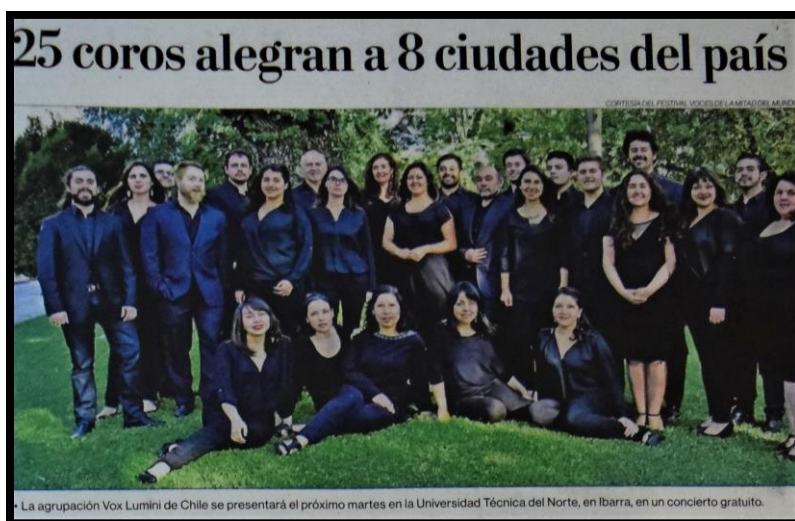 25 coros alegran a 8 ciudades del país
CORTESÍA DEL FESTIVAL VOCES DE LA MITAD DEL MUNDO
• La agrupación Vox Lumini de Chile se presentará el próximo martes en la Universidad Técnica del Norte, en Ibarra, en un concierto gratuito.